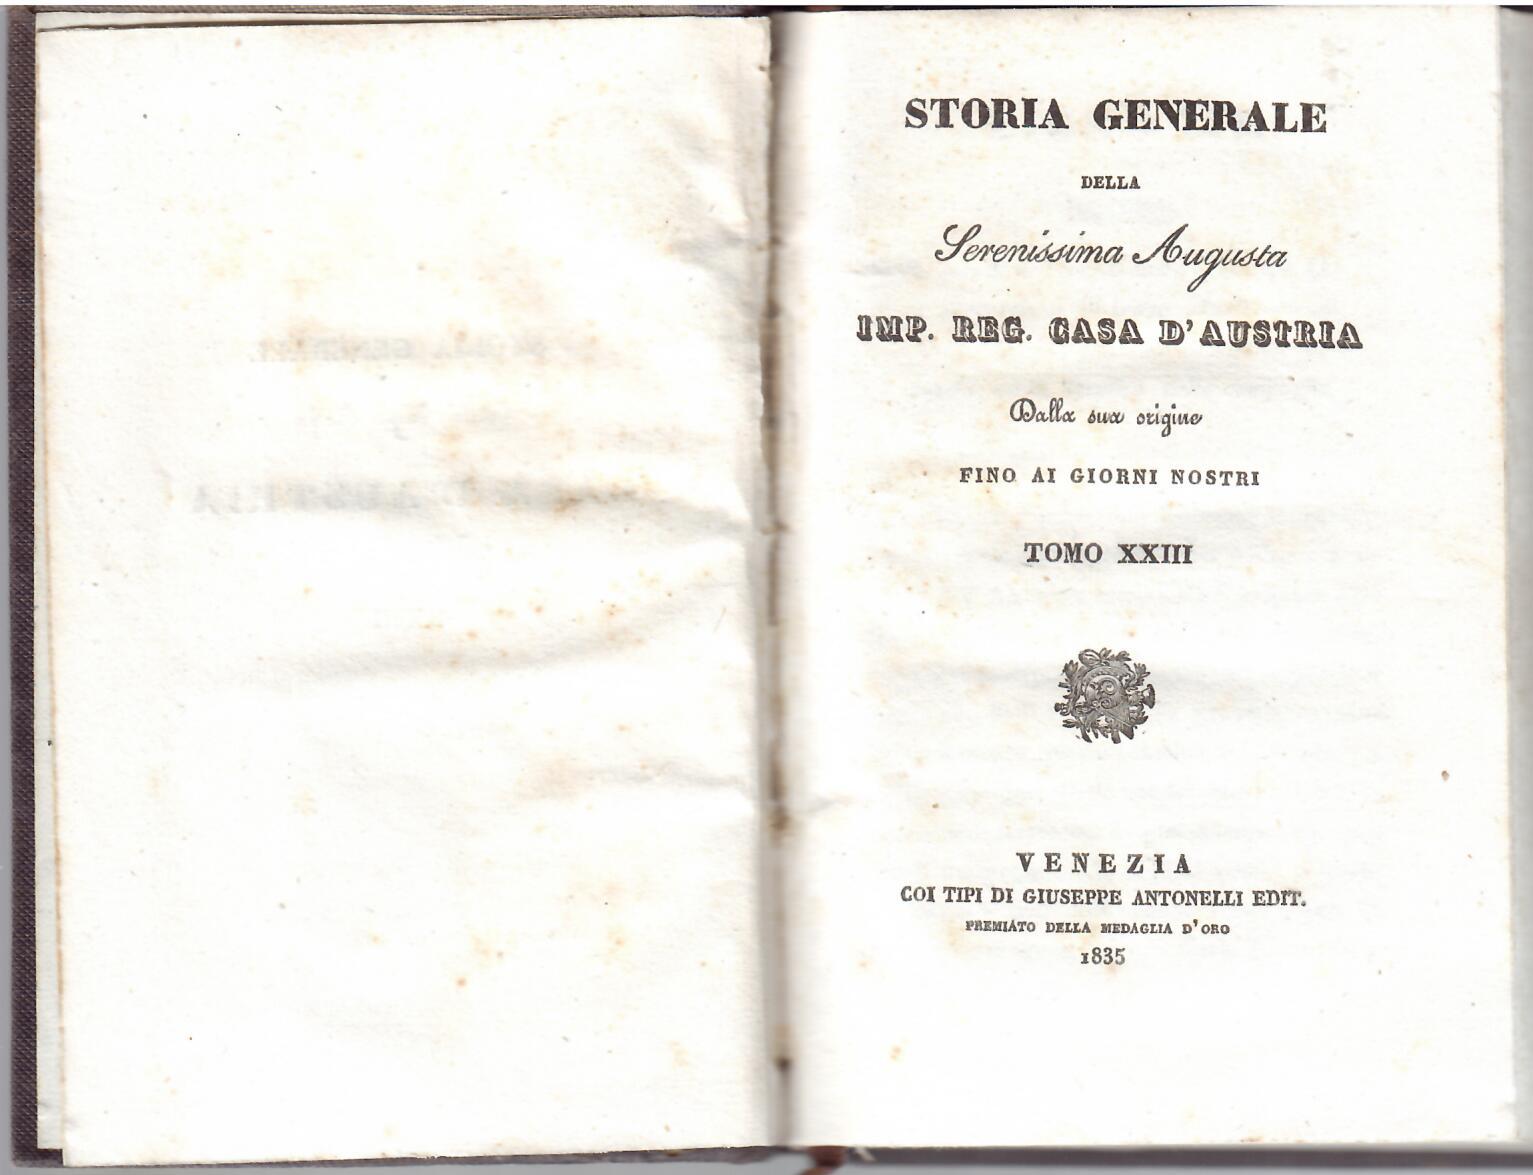 STORIA GENERALE
DELLA
Serenissima Augusta
IMP. REG. CASA D'AUSTRIA
Dalla sua origine
FINO AI GIORNI NOSTRI
TOMO XXIII
VENEZIA
COI TIPI DI GIUSEPPE ANTONELLI EDIT.
PREMIATO DELLA MEDAGLIA D'ORO
1835